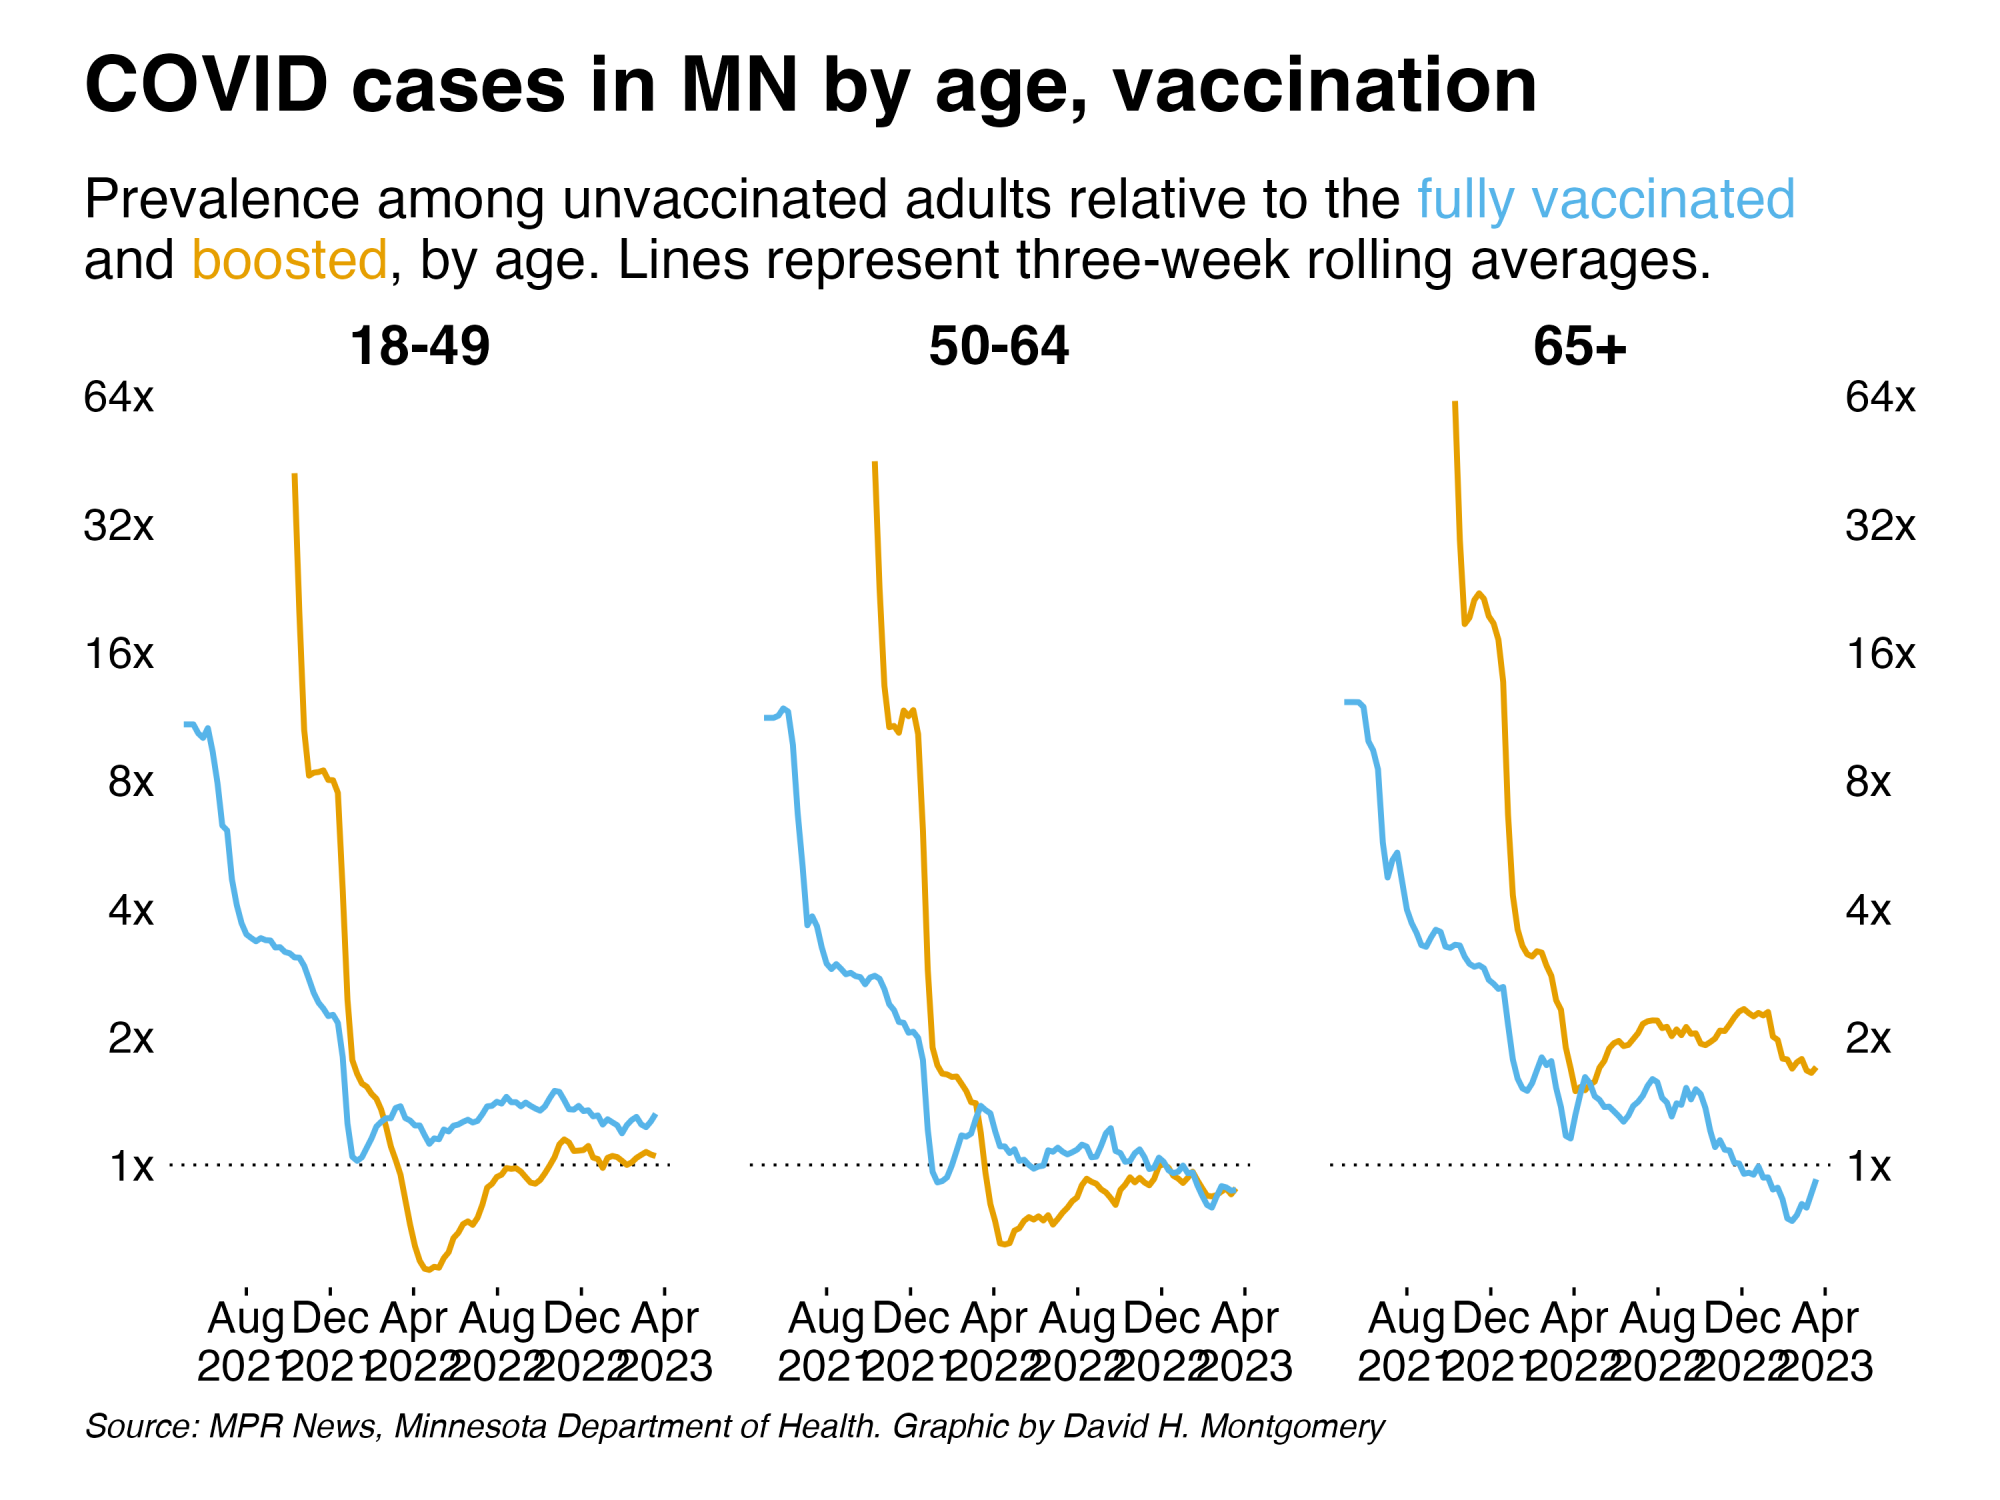 COVID cases in MN by age, vaccination
Prevalence among unvaccinated adults relative to the fully vaccinated
and boosted, by age. Lines represent three-week rolling averages.
18-49 50-64 65+
64x 64x
32x 32x
16x 16x
8x 8x
4x 4x
2x 2x
1x 1x
Aug Dec Apr Aug Dec Apr Aug Dec Apr Aug Dec Apr Aug Dec Apr Aug Dec Apr
2021 2021 2022 2022 2022 2023 2021 2021 2022 2022 2022 2023 2021 2021 2022 2022 2022 2023
Source: MPR News, Minnesota Department of Health. Graphic by David H. Montgomery